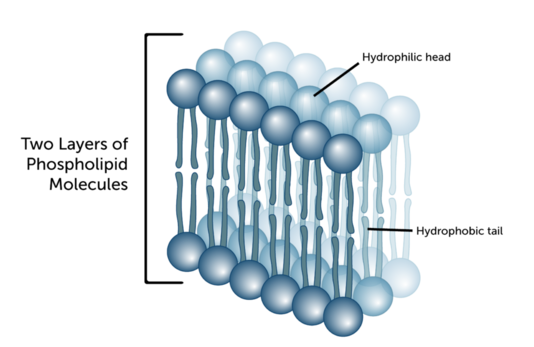 Hydrophilic head
Two Layers of
Phospholipid
Molecules
Hydrophobic tail